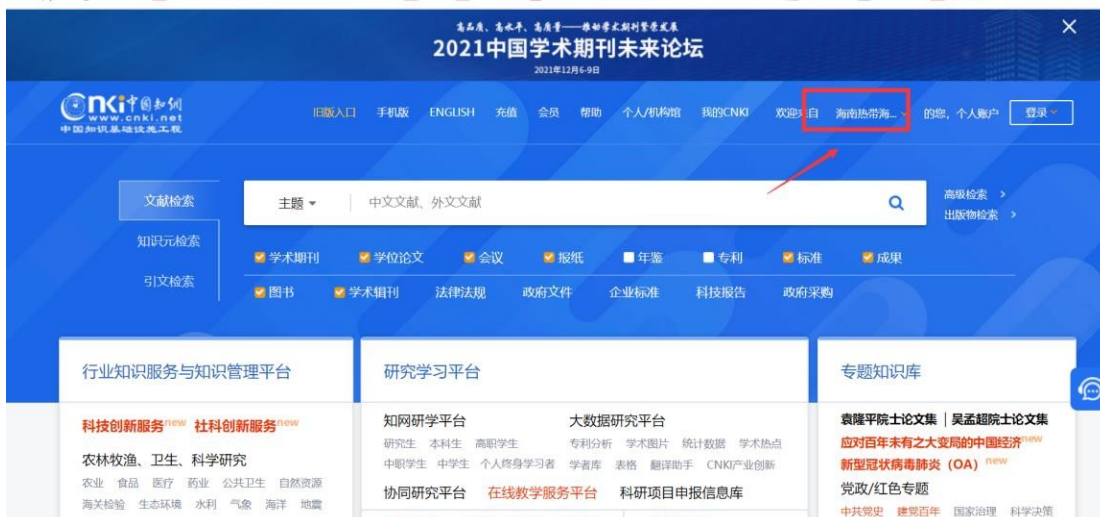 高品质、高水平、高质量——推动学术期刊繁荣发展
2021中国学术期刊未来论坛
2021年12月6-9日
cnki中国知网
www.cnki.net
中国知识基础设施工程
旧版入口 手机版 ENGLISH 充值 会员 帮助 个人/机构馆 我的CNKI 欢迎来自 海南热带海... 的您，个人账户 登录
文献检索
主题 中文文献、外文文献
高级检索 >
出版物检索 >
知识元检索
引文检索
学术期刊 学位论文 会议 报纸 年鉴 专利 标准 成果
图书 学术辑刊 法律法规 政府文件 企业标准 科技报告 政府采购
行业知识服务与知识管理平台
科技创新服务new 社科创新服务new
农林牧渔、卫生、科学研究
农业 食品 医疗 药业 公共卫生 自然资源
海关检验 生态环境 水利 气象 海洋 地震
研究学习平台
知网研学平台
研究生 本科生 高职学生
中职学生 中学生 个人终身学习者
大数据研究平台
专利分析 学术图片 统计数据 学术热点
学者库 表格 翻译助手 CNKI产业创新
协同研究平台 在线教学服务平台 科研项目申报信息库
专题知识库
袁隆平院士论文集 | 吴孟超院士论文集
应对百年未有之大变局的中国经济new
新型冠状病毒肺炎（OA）new
党政/红色专题
中共党史 建党百年 国家治理 科学决策